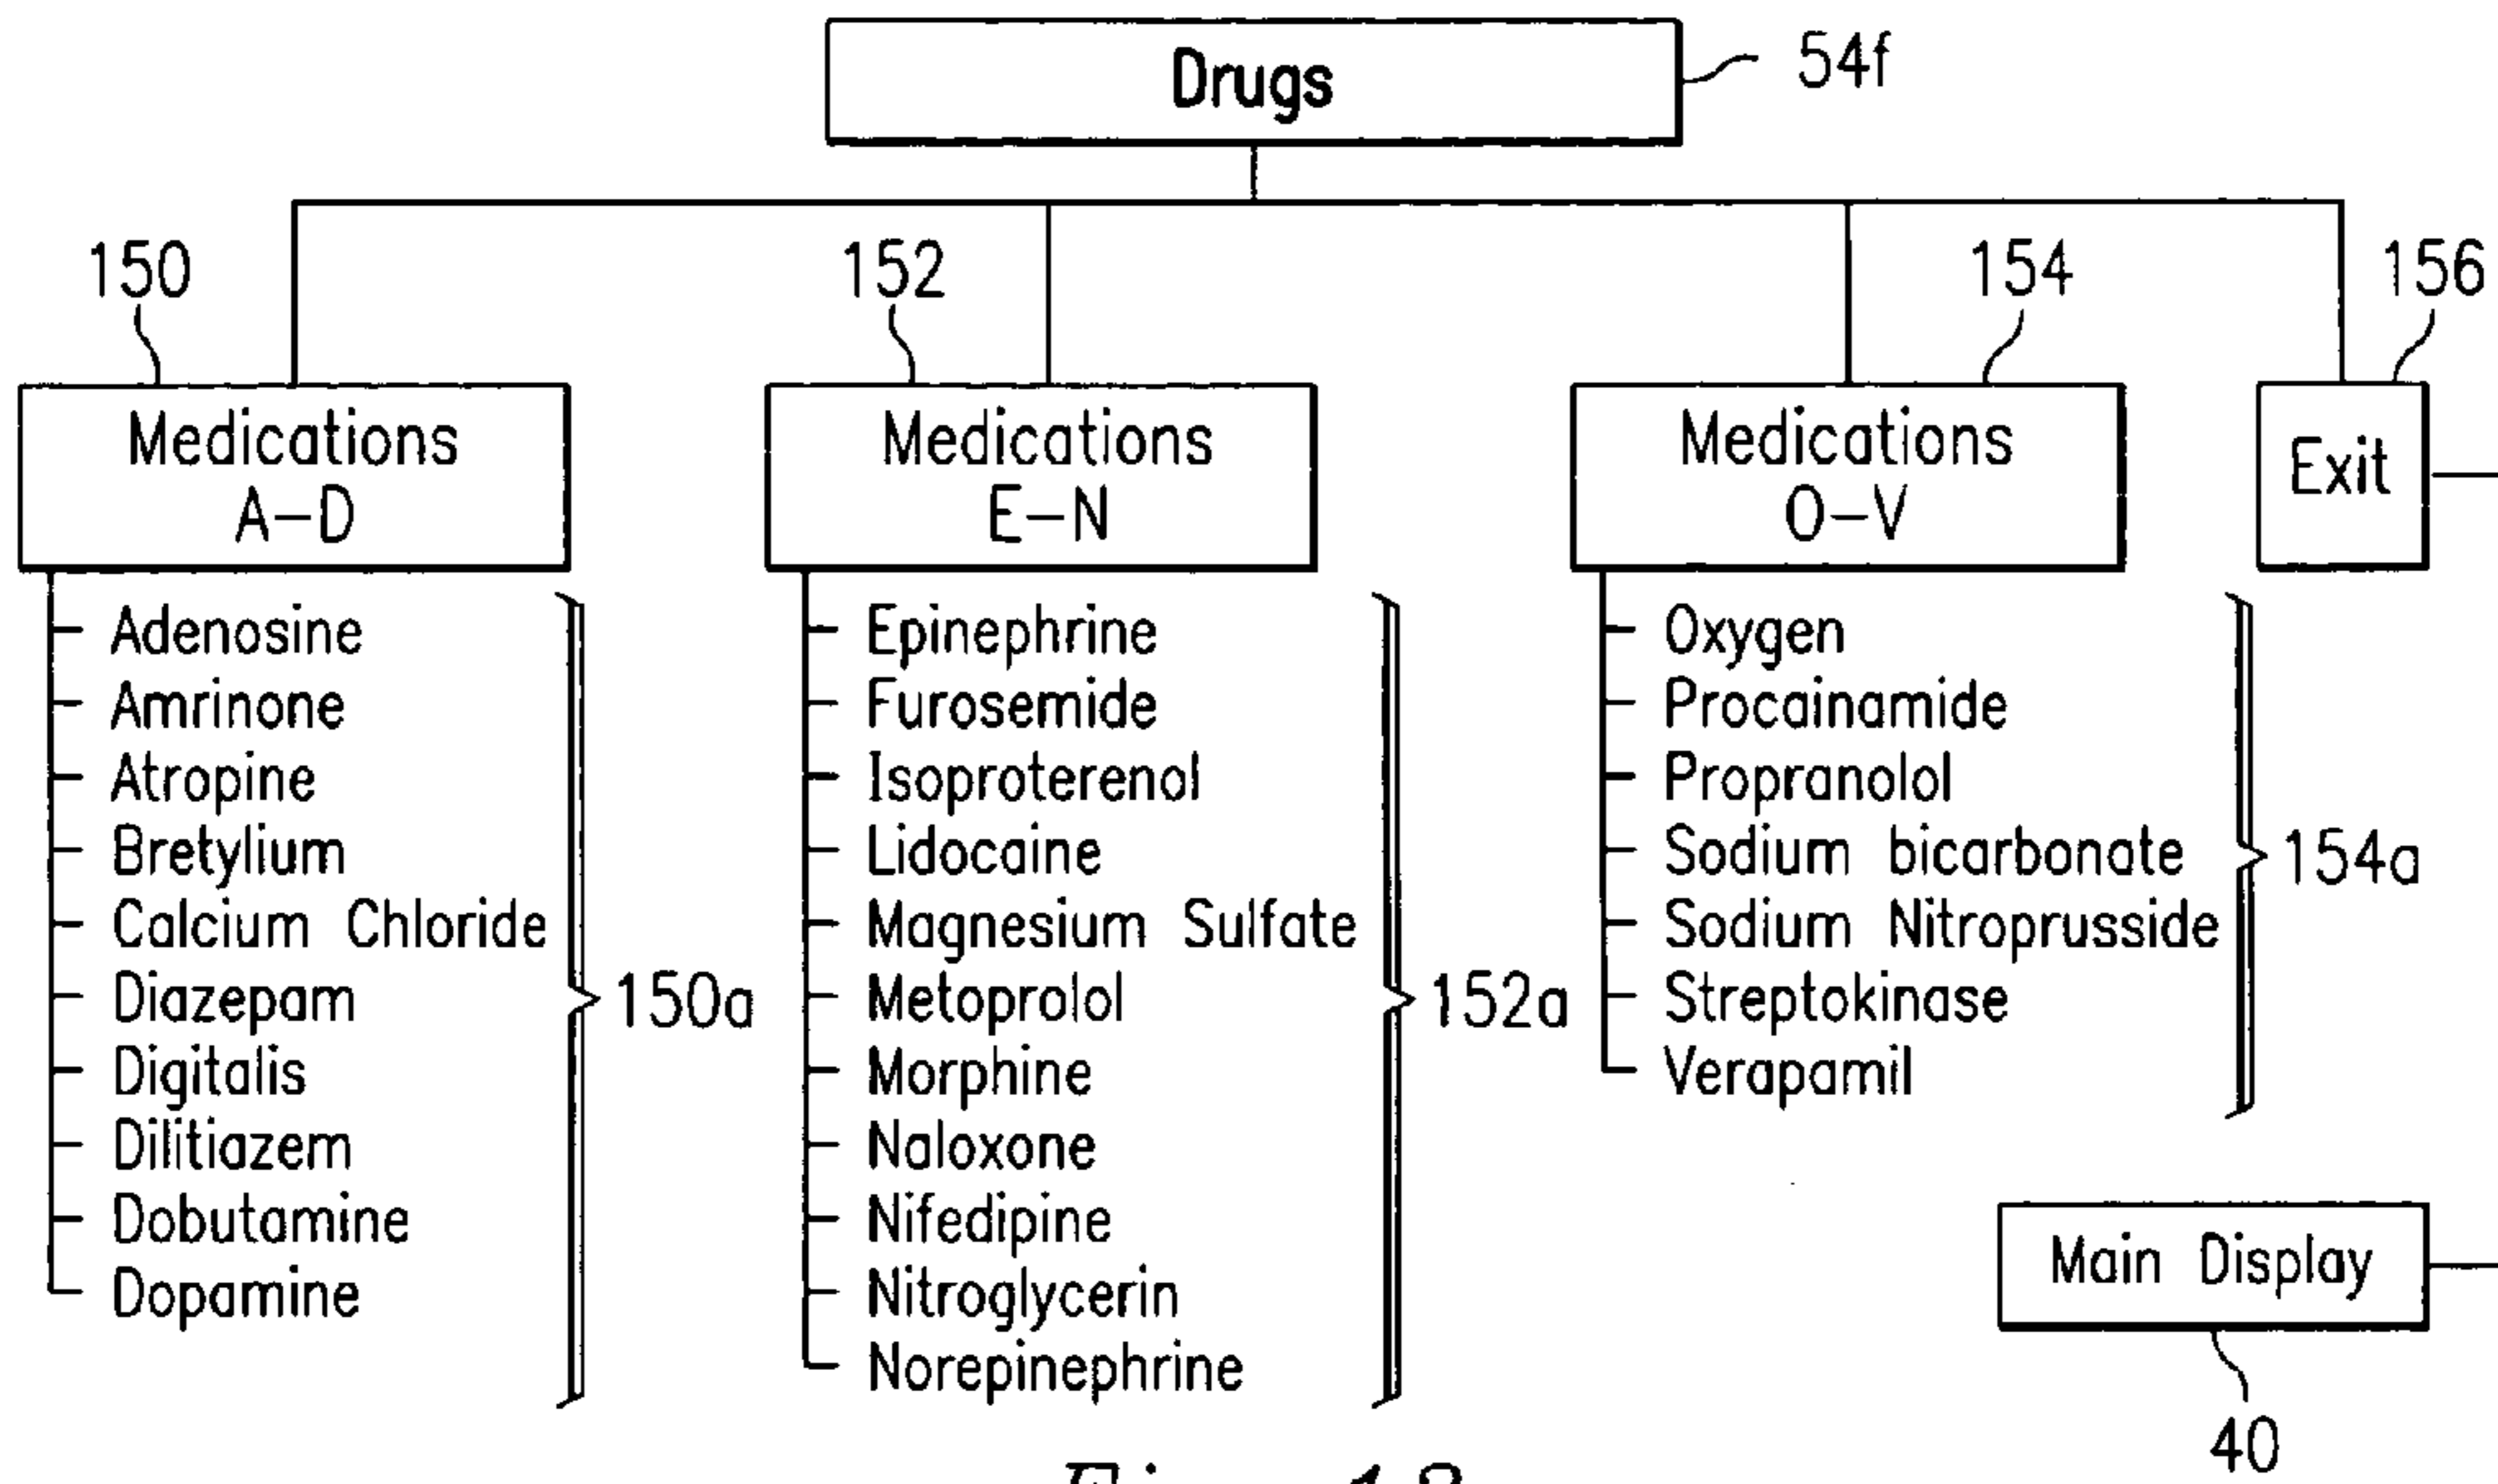 Drugs
54f
150
152
154
156
Medications
A-D
Medications
E-N
Medications
O-V
Exit
Adenosine
Amrinone
Atropine
Bretylium
Calcium Chloride
Diazepam
Digitalis
Dilitiazem
Dobutamine
Dopamine
150a
Epinephrine
Furosemide
Isoproterenol
Lidocaine
Magnesium Sulfate
Metoprolol
Morphine
Naloxone
Nifedipine
Nitroglycerin
Norepinephrine
152a
Oxygen
Procainamide
Propranolol
Sodium bicarbonate
Sodium Nitroprusside
Streptokinase
Verapamil
154a
Main Display
40